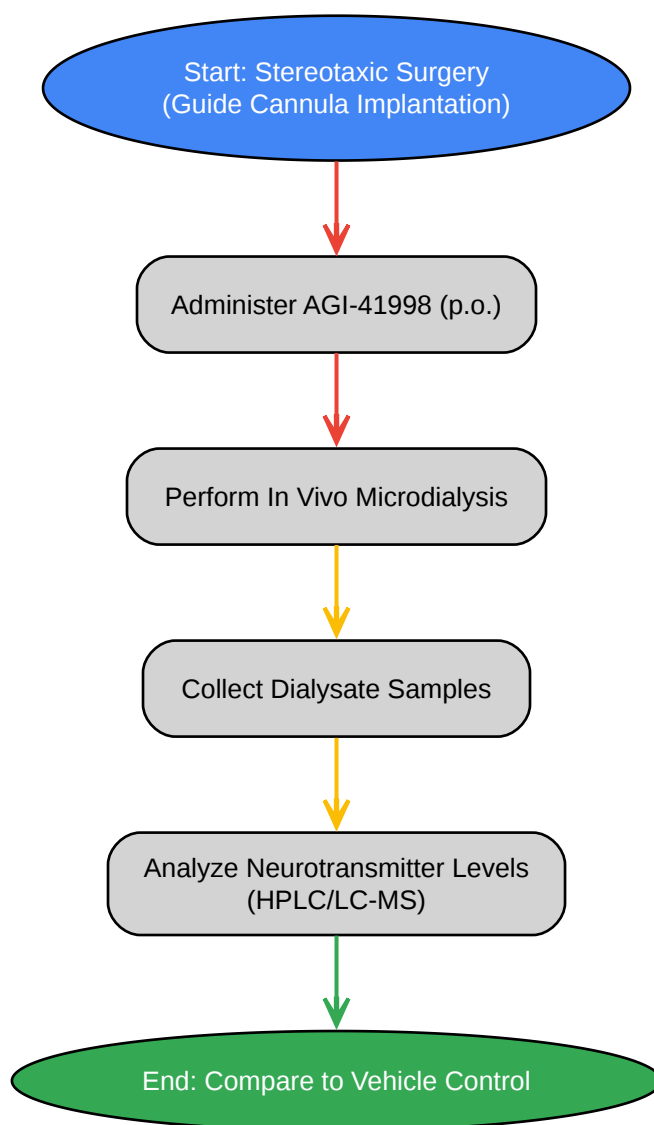 Start: Stereotaxic Surgery
(Guide Cannula Implantation)
Administer AGI-41998 (p.o.)
Perform In Vivo Microdialysis
Collect Dialysate Samples
Analyze Neurotransmitter Levels
(HPLC/LC-MS)
End: Compare to Vehicle Control